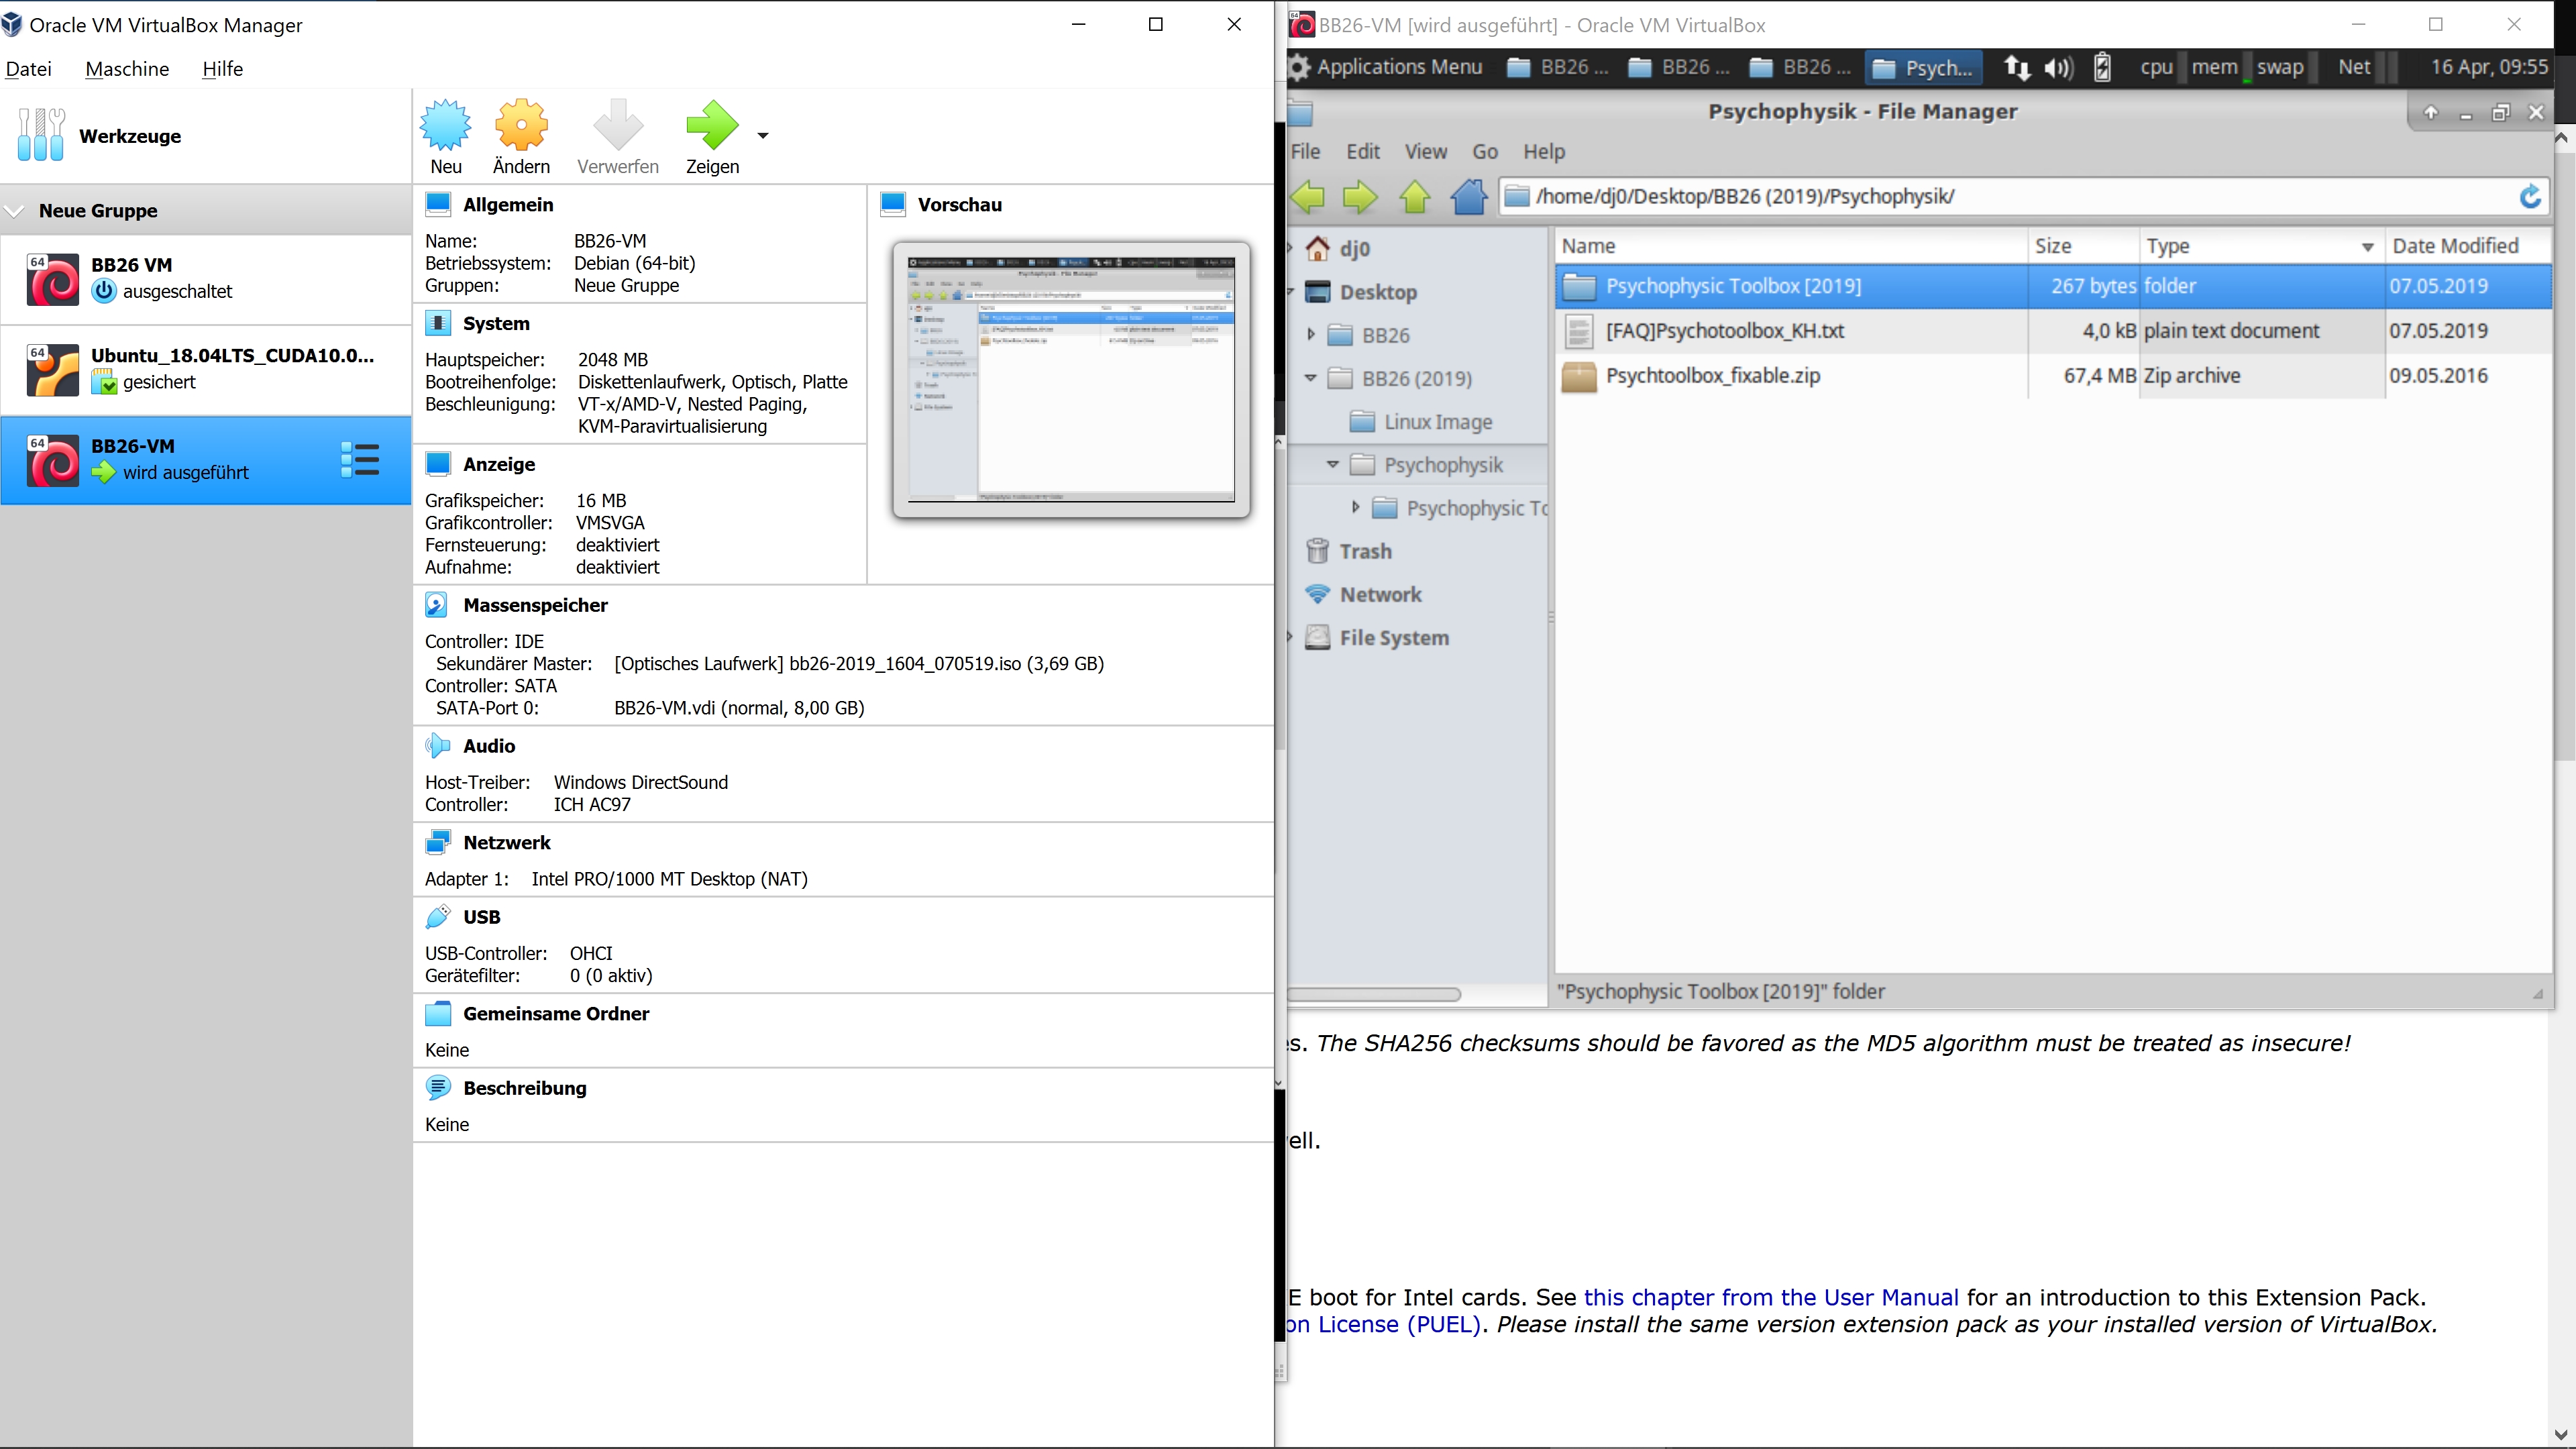 Oracle VM VirtualBox Manager
Datei Maschine Hilfe
Werkzeuge
Neu Ändern Verwerfen Zeigen
Neue Gruppe
64 BB26 VM
ausgeschaltet
64 Ubuntu_18.04LTS_CUDA10.0...
gesichert
64 BB26-VM
wird ausgeführt
Allgemein
Name: BB26-VM
Betriebssystem: Debian (64-bit)
Gruppen: Neue Gruppe
System
Hauptspeicher: 2048 MB
Bootreihenfolge: Diskettenlaufwerk, Optisch, Platte
Beschleunigung: VT-x/AMD-V, Nested Paging,
KVM-Paravirtualisierung
Anzeige
Grafikspeicher: 16 MB
Grafikcontroller: VMSVGA
Fernsteuerung: deaktiviert
Aufnahme: deaktiviert
Vorschau
Massenspeicher
Controller: IDE
Sekundärer Master: [Optisches Laufwerk] bb26-2019_1604_070519.iso (3,69 GB)
Controller: SATA
SATA-Port 0: BB26-VM.vdi (normal, 8,00 GB)
Audio
Host-Treiber: Windows DirectSound
Controller: ICH AC97
Netzwerk
Adapter 1: Intel PRO/1000 MT Desktop (NAT)
USB
USB-Controller: OHCI
Gerätefilter: 0 (0 aktiv)
Gemeinsame Ordner
Keine
Beschreibung
Keine
64 BB26-VM [wird ausgeführt] - Oracle VM VirtualBox
Applications Menu BB26 ... BB26 ... BB26 ... Psych... cpu mem swap Net 16 Apr, 09:55
Psychophysik - File Manager
File Edit View Go Help
/home/dj0/Desktop/BB26 (2019)/Psychophysik/
dj0
Desktop
BB26
BB26 (2019)
Linux Image
Psychophysik
Psychophysic To
Trash
Network
File System
Name Size Type Date Modified
Psychophysic Toolbox [2019] 267 bytes folder 07.05.2019
[FAQ]Psychotoolbox_KH.txt 4,0 kB plain text document 07.05.2019
Psychtoolbox_fixable.zip 67,4 MB Zip archive 09.05.2016
"Psychophysic Toolbox [2019]" folder
s. The SHA256 checksums should be favored as the MD5 algorithm must be treated as insecure!
ell.
E boot for Intel cards. See this chapter from the User Manual for an introduction to this Extension Pack.
on License (PUEL). Please install the same version extension pack as your installed version of VirtualBox.